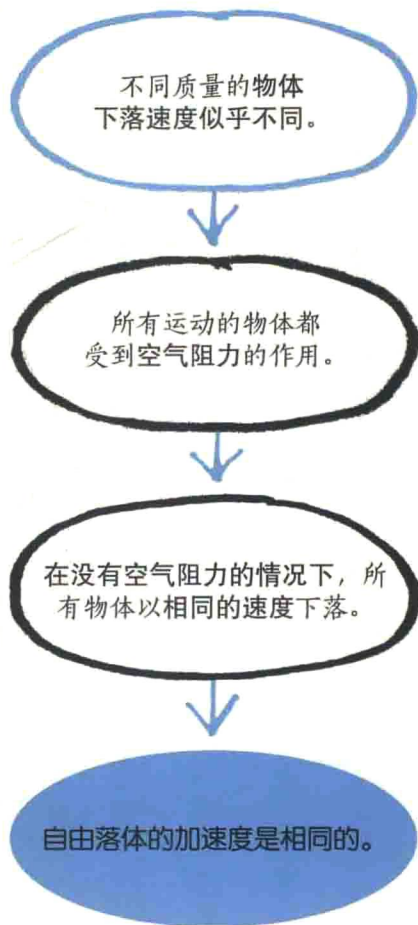 不同质量的物体
下落速度似乎不同。
所有运动的物体都
受到空气阻力的作用。
在没有空气阻力的情况下，所
有物体以相同的速度下落。
自由落体的加速度是相同的。